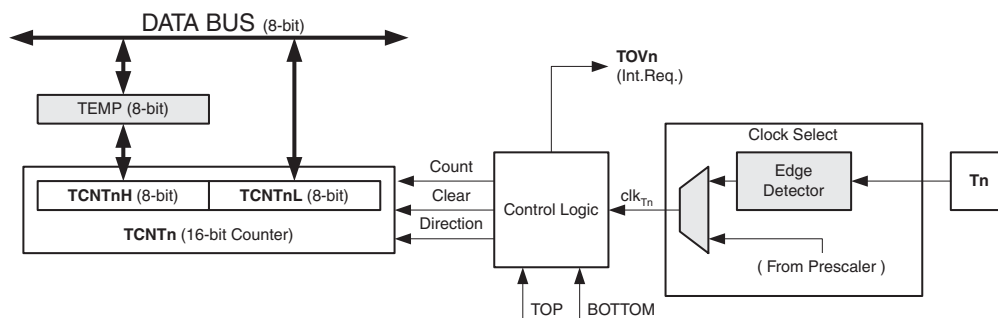 DATA BUS (8-bit)
TOVn
(Int.Req.)
TEMP (8-bit)
Clock Select
Count
Edge
Detector
Tn
TCNTnH (8-bit)
TCNTnL (8-bit)
Clear
Control Logic
clkTn
Direction
TCNTn (16-bit Counter)
( From Prescaler )
TOP
BOTTOM